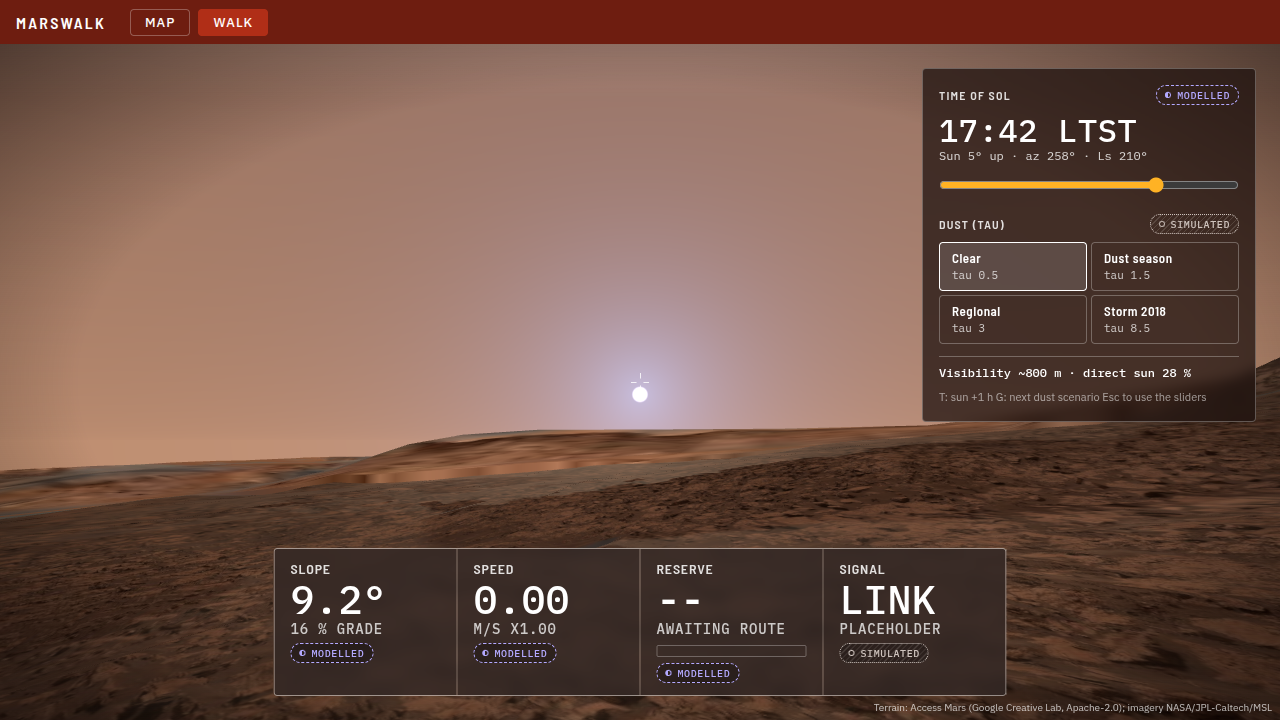 MARSWALK
MAP
WALK
TIME OF SOL
MODELLED
17:42 LTST
Sun 5° up · az 258° · Ls 210°
DUST (TAU)
SIMULATED
Clear
tau 0.5
Dust season
tau 1.5
Regional
tau 3
Storm 2018
tau 8.5
Visibility ~800 m · direct sun 28 %
T: sun +1 h G: next dust scenario Esc to use the sliders
SLOPE
9.2°
16 % GRADE
MODELLED
SPEED
0.00
M/S X1.00
MODELLED
RESERVE
--
AWAITING ROUTE
MODELLED
SIGNAL
LINK
PLACEHOLDER
SIMULATED
Terrain: Access Mars (Google Creative Lab, Apache-2.0); imagery NASA/JPL-Caltech/MSL